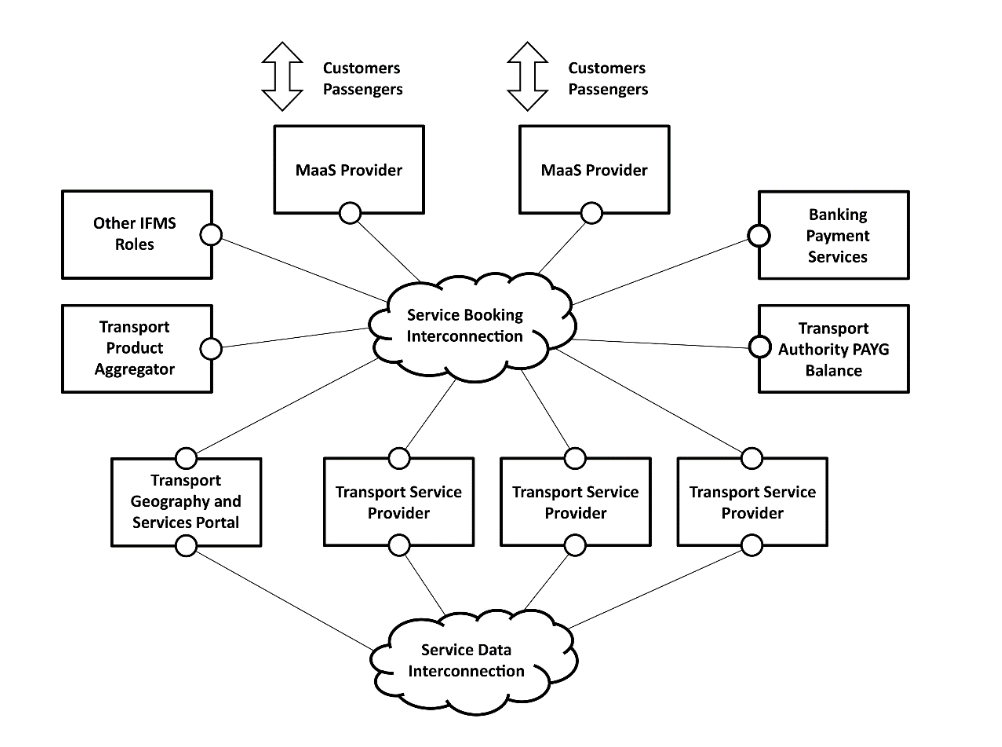 Customers
Passengers
Customers
Passengers
MaaS Provider
MaaS Provider
Other IFMS
Roles
Banking
Payment
Services
Transport
Product
Aggregator
Service Booking
Interconnection
Transport
Authority PAYG
Balance
Transport
Geography and
Services Portal
Transport Service
Provider
Transport Service
Provider
Transport Service
Provider
Service Data
Interconnection